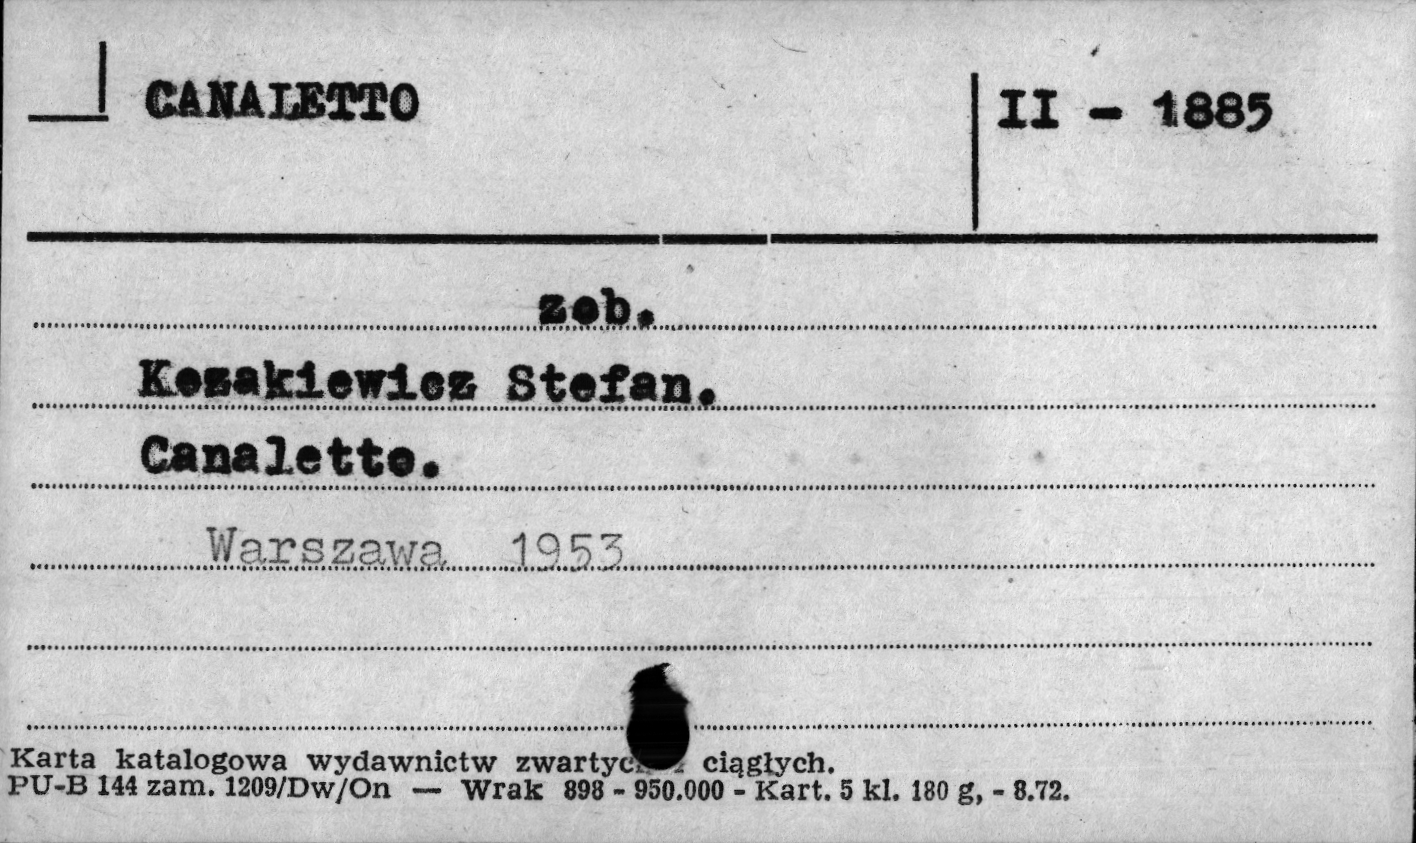 CANALETTO
II - 1885
zob.
Kozakiewicz Stefan.
Canaletto.
Warszawa 1953
Karta katalogowa wydawnictw zwartych ciągłych.
PU-B 144 zam. 1209/Dw/On — Wrak 898 - 950.000 - Kart. 5 kl. 180 g, - 8.72.